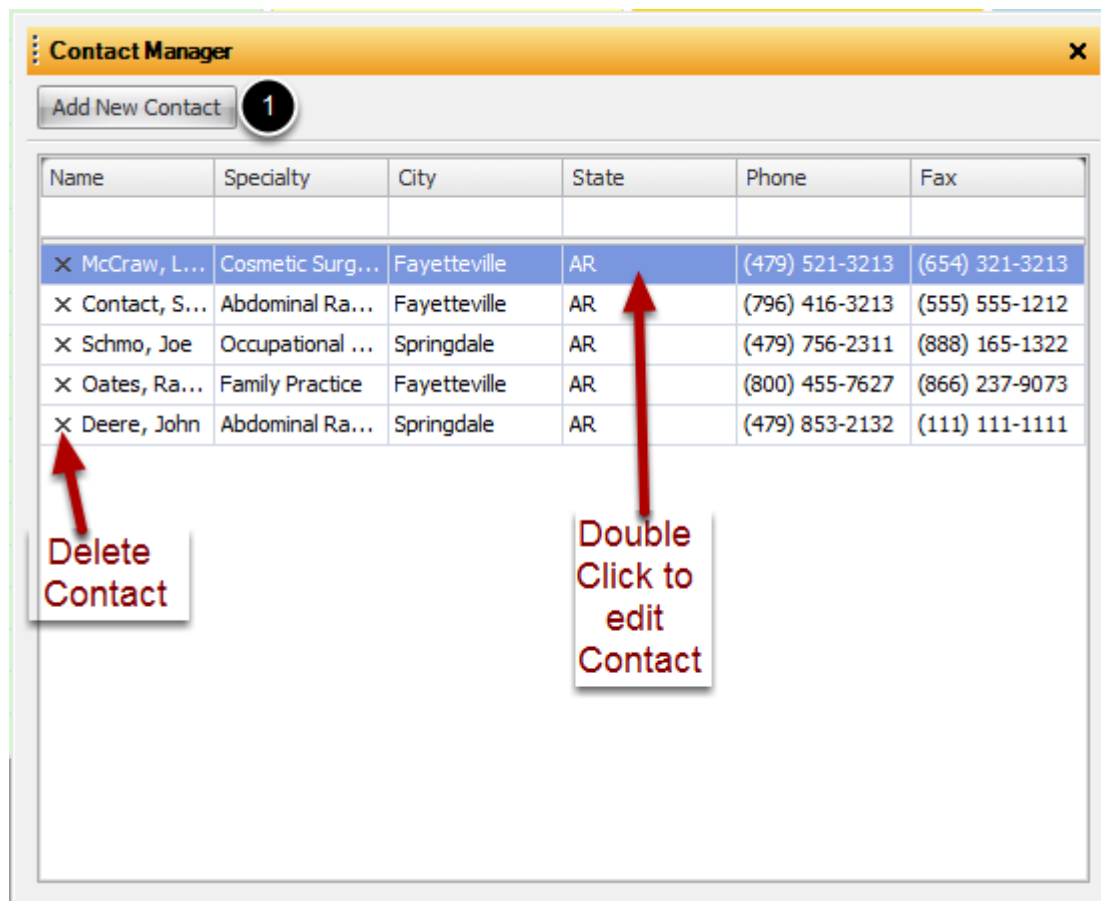 Contact Manager
Add New Contact 1
Name Specialty City State Phone Fax
McCraw, L... Cosmetic Surg... Fayetteville AR (479) 521-3213 (654) 321-3213
Contact, S... Abdominal Ra... Fayetteville AR (796) 416-3213 (555) 555-1212
Schmo, Joe Occupational ... Springdale AR (479) 756-2311 (888) 165-1322
Oates, Ra... Family Practice Fayetteville AR (800) 455-7627 (866) 237-9073
Deere, John Abdominal Ra... Springdale AR (479) 853-2132 (111) 111-1111
Delete
Contact
Double
Click to
edit
Contact